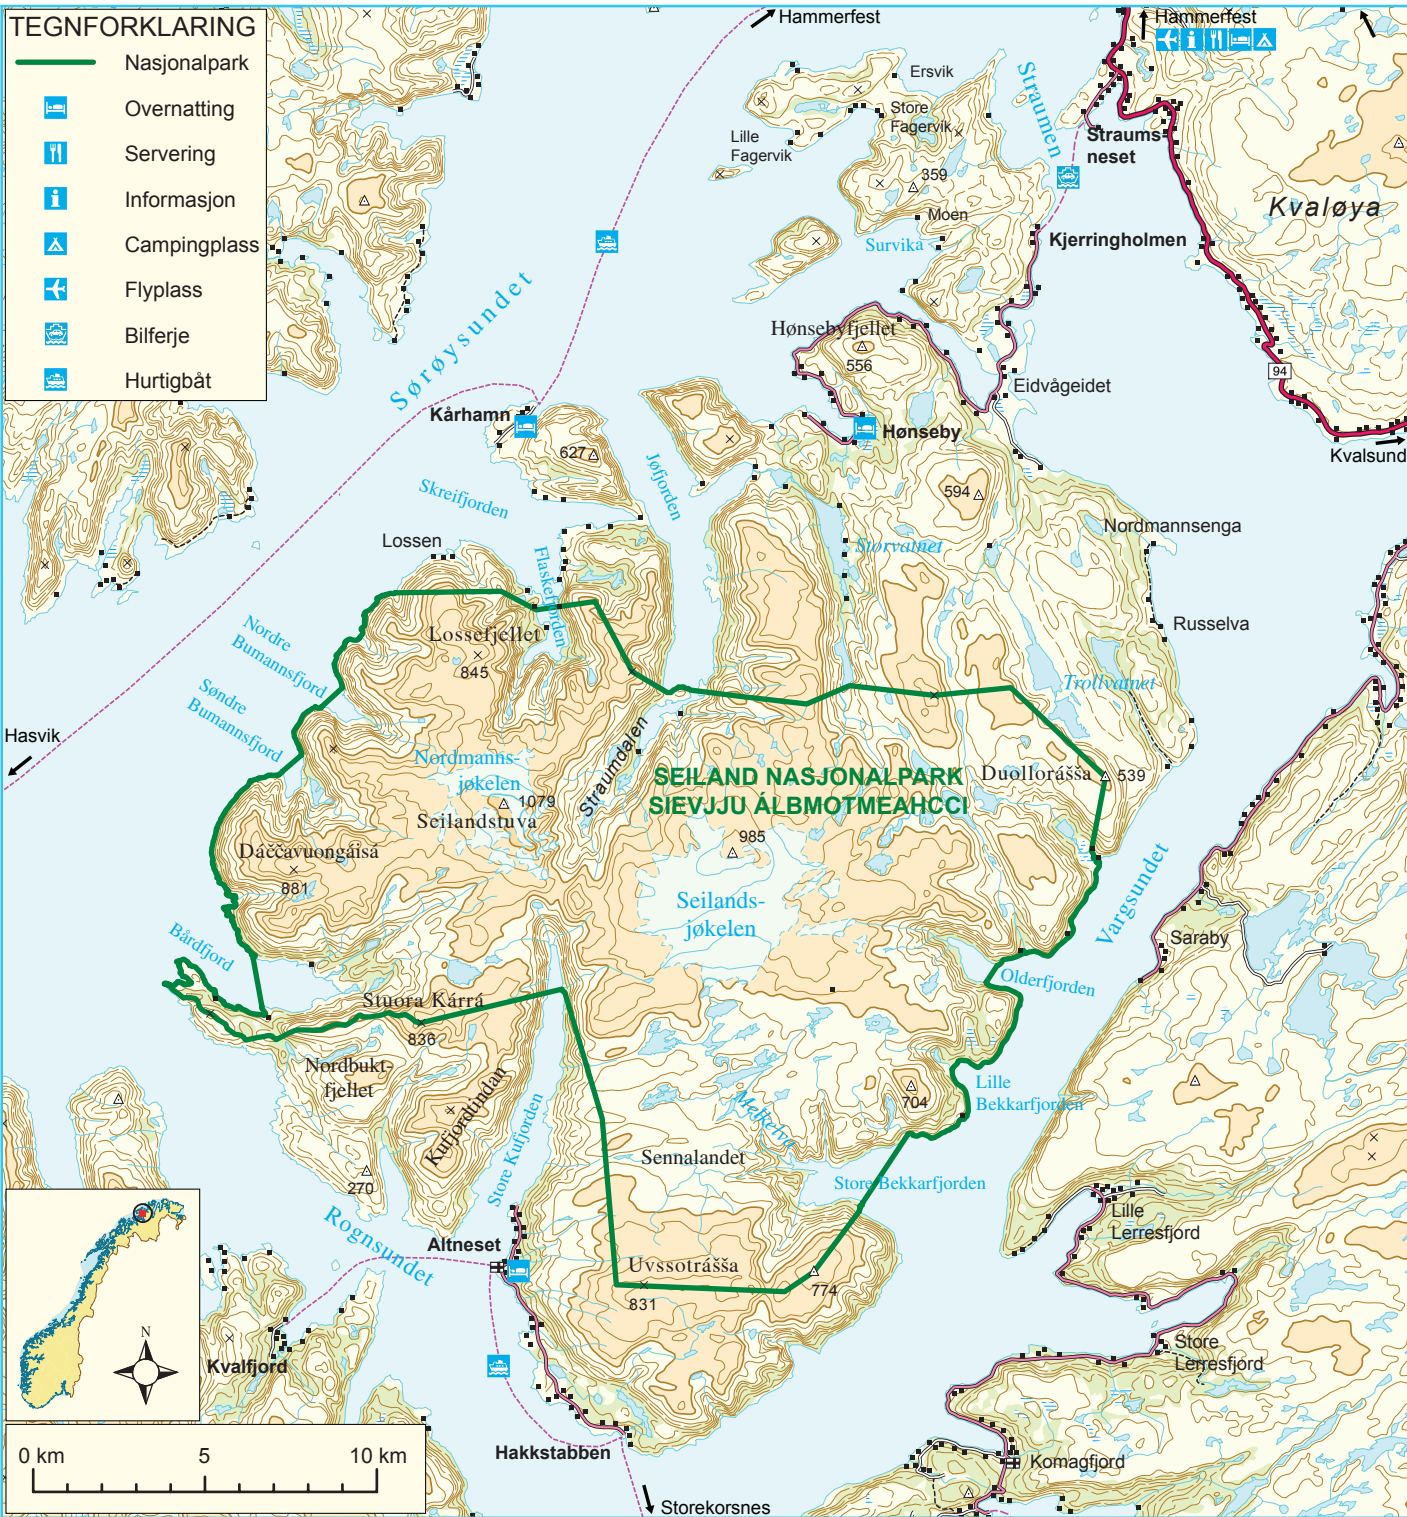 TEGNFORKLARING
Nasjonalpark
Overnatting
Servering
Informasjon
Campingplass
Flyplass
Bilferje
Hurtigbåt
Hammerfest
Hammerfest
Ersvik
Store
Fagervik
Lille
Fagervik
Straumen
Straums-
neset
359
Moen
Survika
Kvaløya
Kjerringholmen
Sørøysundet
Hønsebyfjellet
556
94
Eidvågeidet
Kårhamn
Hønseby
Kvalsund
627
Jøfjorden
Skreifjorden
594
Nordmannsenga
Lossen
Storvatnet
Flaskefjorden
Nordre
Bumannsfjord
Lossefjellet
845
Russelva
Søndre
Bumannsfjord
Trollvatnet
Hasvik
Straumdalen
Nordmanns-
jøkelen
1079
Seilandstuva
SEILAND NASJONALPARK
SIEVJJU ÁLBMOTMEAHCCI
Duollorášša
539
985
Dáččavuongáisá
881
Seilands-
jøkelen
Vargsundet
Saraby
Bårdfjord
Olderfjorden
Stuora Kárrá
836
Nordbukt-
fjellet
Kufjordtindan
Store Kufjorden
Melkelva
704
Lille
Bekkarfjorden
Sennalandet
270
Store Bekkarfjorden
Rognsundet
Lille
Lerresfjord
Altneset
Uvssotrášša
831
774
N
Kvalfjord
Store
Lerresfjord
0 km
5
10 km
Hakkstabben
Komagfjord
Storekorsnes